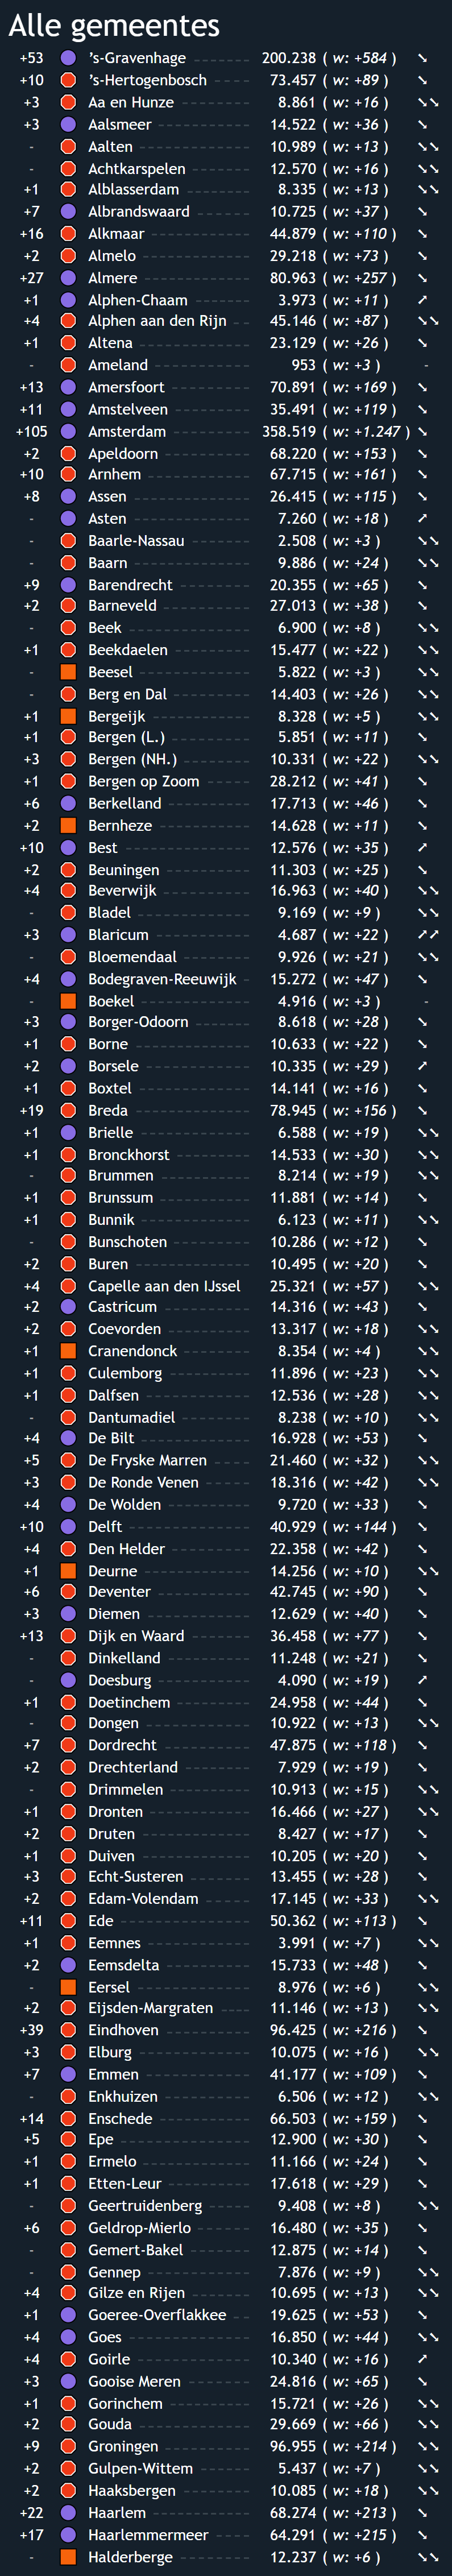 Alle gemeentes
+53 's-Gravenhage 200.238 ( w: +584 )
+10 's-Hertogenbosch 73.457 ( w: +89 )
+3 Aa en Hunze 8.861 ( w: +16 )
+3 Aalsmeer 14.522 ( w: +36 )
- Aalten 10.989 ( w: +13 )
- Achtkarspelen 12.570 ( w: +16 )
+1 Alblasserdam 8.335 ( w: +13 )
+7 Albrandswaard 10.725 ( w: +37 )
+16 Alkmaar 44.879 ( w: +110 )
+2 Almelo 29.218 ( w: +73 )
+27 Almere 80.963 ( w: +257 )
+1 Alphen-Chaam 3.973 ( w: +11 )
+4 Alphen aan den Rijn 45.146 ( w: +87 )
+1 Altena 23.129 ( w: +26 )
- Ameland 953 ( w: +3 ) -
+13 Amersfoort 70.891 ( w: +169 )
+11 Amstelveen 35.491 ( w: +119 )
+105 Amsterdam 358.519 ( w: +1.247 )
+2 Apeldoorn 68.220 ( w: +153 )
+10 Arnhem 67.715 ( w: +161 )
+8 Assen 26.415 ( w: +115 )
- Asten 7.260 ( w: +18 )
- Baarle-Nassau 2.508 ( w: +3 )
- Baarn 9.886 ( w: +24 )
+9 Barendrecht 20.355 ( w: +65 )
+2 Barneveld 27.013 ( w: +38 )
- Beek 6.900 ( w: +8 )
+1 Beekdaelen 15.477 ( w: +22 )
- Beesel 5.822 ( w: +3 )
- Berg en Dal 14.403 ( w: +26 )
+1 Bergeijk 8.328 ( w: +5 )
+1 Bergen (L.) 5.851 ( w: +11 )
+3 Bergen (NH.) 10.331 ( w: +22 )
+1 Bergen op Zoom 28.212 ( w: +41 )
+6 Berkelland 17.713 ( w: +46 )
+2 Bernheze 14.628 ( w: +11 )
+10 Best 12.576 ( w: +35 )
+2 Beuningen 11.303 ( w: +25 )
+4 Beverwijk 16.963 ( w: +40 )
- Bladel 9.169 ( w: +9 )
+3 Blaricum 4.687 ( w: +22 )
- Bloemendaal 9.926 ( w: +21 )
+4 Bodegraven-Reeuwijk 15.272 ( w: +47 )
- Boekel 4.916 ( w: +3 ) -
+3 Borger-Odoorn 8.618 ( w: +28 )
+1 Borne 10.633 ( w: +22 )
+2 Borsele 10.335 ( w: +29 )
+1 Boxtel 14.141 ( w: +16 )
+19 Breda 78.945 ( w: +156 )
+1 Brielle 6.588 ( w: +19 )
+1 Bronckhorst 14.533 ( w: +30 )
- Brummen 8.214 ( w: +19 )
+1 Brunssum 11.881 ( w: +14 )
+1 Bunnik 6.123 ( w: +11 )
- Bunschoten 10.286 ( w: +12 )
+2 Buren 10.495 ( w: +20 )
+4 Capelle aan den IJssel 25.321 ( w: +57 )
+2 Castricum 14.316 ( w: +43 )
+2 Coevorden 13.317 ( w: +18 )
+1 Cranendonck 8.354 ( w: +4 )
+1 Culemborg 11.896 ( w: +23 )
+1 Dalfsen 12.536 ( w: +28 )
- Dantumadiel 8.238 ( w: +10 )
+4 De Bilt 16.928 ( w: +53 )
+5 De Fryske Marren 21.460 ( w: +32 )
+3 De Ronde Venen 18.316 ( w: +42 )
+4 De Wolden 9.720 ( w: +33 )
+10 Delft 40.929 ( w: +144 )
+4 Den Helder 22.358 ( w: +42 )
+1 Deurne 14.256 ( w: +10 )
+6 Deventer 42.745 ( w: +90 )
+3 Diemen 12.629 ( w: +40 )
+13 Dijk en Waard 36.458 ( w: +77 )
- Dinkelland 11.248 ( w: +21 )
- Doesburg 4.090 ( w: +19 )
+1 Doetinchem 24.958 ( w: +44 )
- Dongen 10.922 ( w: +13 )
+7 Dordrecht 47.875 ( w: +118 )
+2 Drechterland 7.929 ( w: +19 )
- Drimmelen 10.913 ( w: +15 )
+1 Dronten 16.466 ( w: +27 )
+2 Druten 8.427 ( w: +17 )
+1 Duiven 10.205 ( w: +20 )
+3 Echt-Susteren 13.455 ( w: +28 )
+2 Edam-Volendam 17.145 ( w: +33 )
+11 Ede 50.362 ( w: +113 )
+1 Eemnes 3.991 ( w: +7 )
+2 Eemsdelta 15.733 ( w: +48 )
- Eersel 8.976 ( w: +6 )
+2 Eijsden-Margraten 11.146 ( w: +13 )
+39 Eindhoven 96.425 ( w: +216 )
+3 Elburg 10.075 ( w: +16 )
+7 Emmen 41.177 ( w: +109 )
- Enkhuizen 6.506 ( w: +12 )
+14 Enschede 66.503 ( w: +159 )
+5 Epe 12.900 ( w: +30 )
+1 Ermelo 11.166 ( w: +24 )
+1 Etten-Leur 17.618 ( w: +29 )
- Geertruidenberg 9.408 ( w: +8 )
+6 Geldrop-Mierlo 16.480 ( w: +35 )
- Gemert-Bakel 12.875 ( w: +14 )
- Gennep 7.876 ( w: +9 )
+4 Gilze en Rijen 10.695 ( w: +13 )
+1 Goeree-Overflakkee 19.625 ( w: +53 )
+4 Goes 16.850 ( w: +44 )
+4 Goirle 10.340 ( w: +16 )
+3 Gooise Meren 24.816 ( w: +65 )
+1 Gorinchem 15.721 ( w: +26 )
+2 Gouda 29.669 ( w: +66 )
+9 Groningen 96.955 ( w: +214 )
+2 Gulpen-Wittem 5.437 ( w: +7 )
+2 Haaksbergen 10.085 ( w: +18 )
+22 Haarlem 68.274 ( w: +213 )
+17 Haarlemmermeer 64.291 ( w: +215 )
- Halderberge 12.237 ( w: +6 )